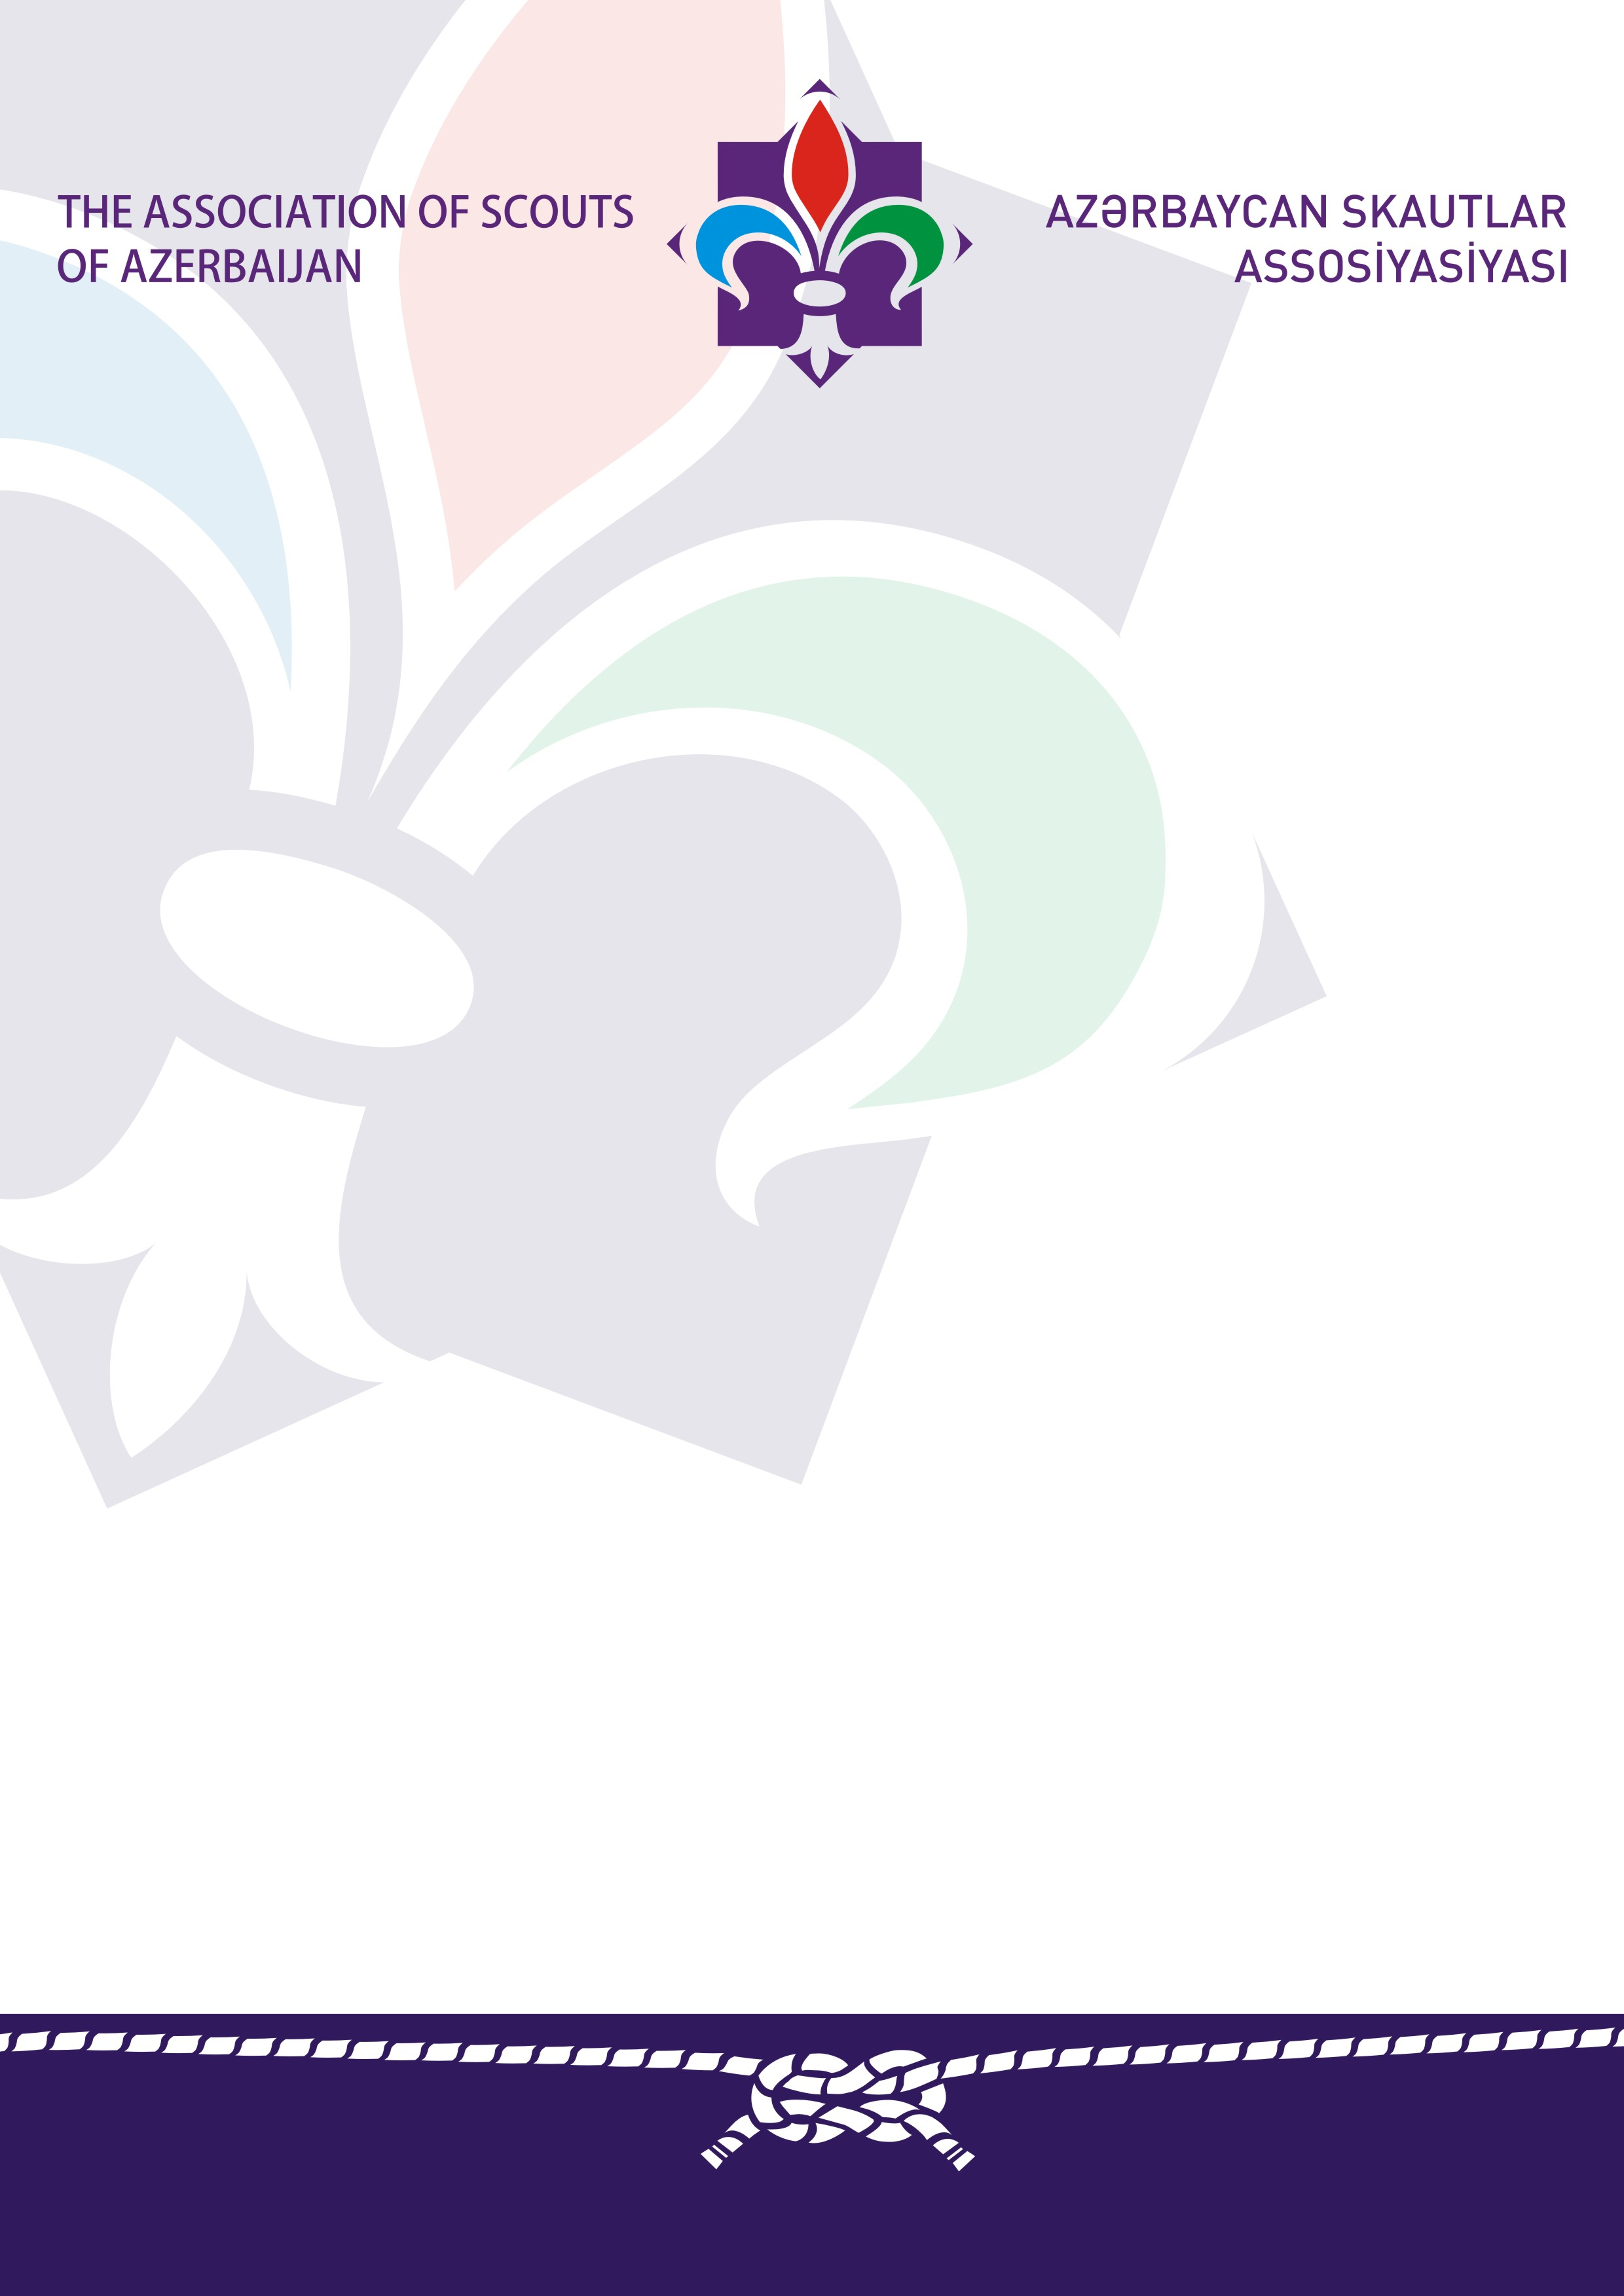 THE ASSOCIATION OF SCOUTS
OF AZERBAIJAN
AZƏRBAYCAN SKAUTLAR
ASSOSİYASİYASI